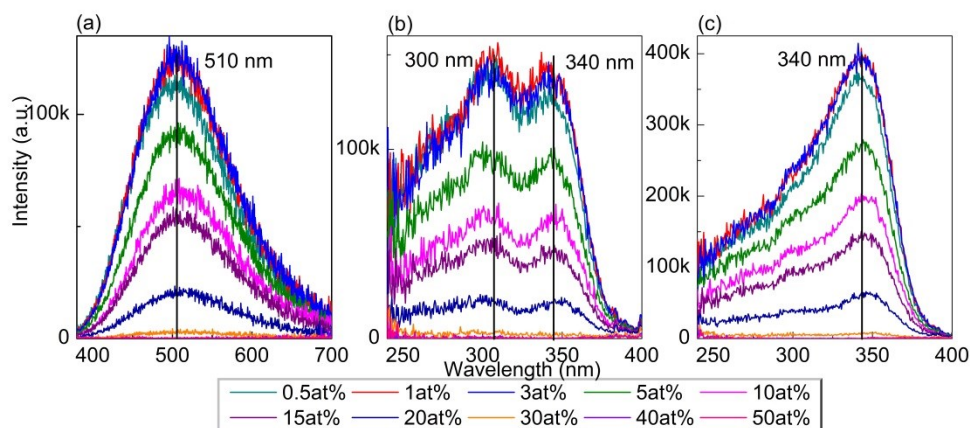 (a)
(b)
(c)
510 nm
300 nm
340 nm
340 nm
Intensity (a.u.)
100k
0
400
500
600
700
100k
0
250
300
350
400
400k
300k
200k
100k
0
250
300
350
400
Wavelength (nm)
0.5at% 1at% 3at% 5at% 10at%
15at% 20at% 30at% 40at% 50at%